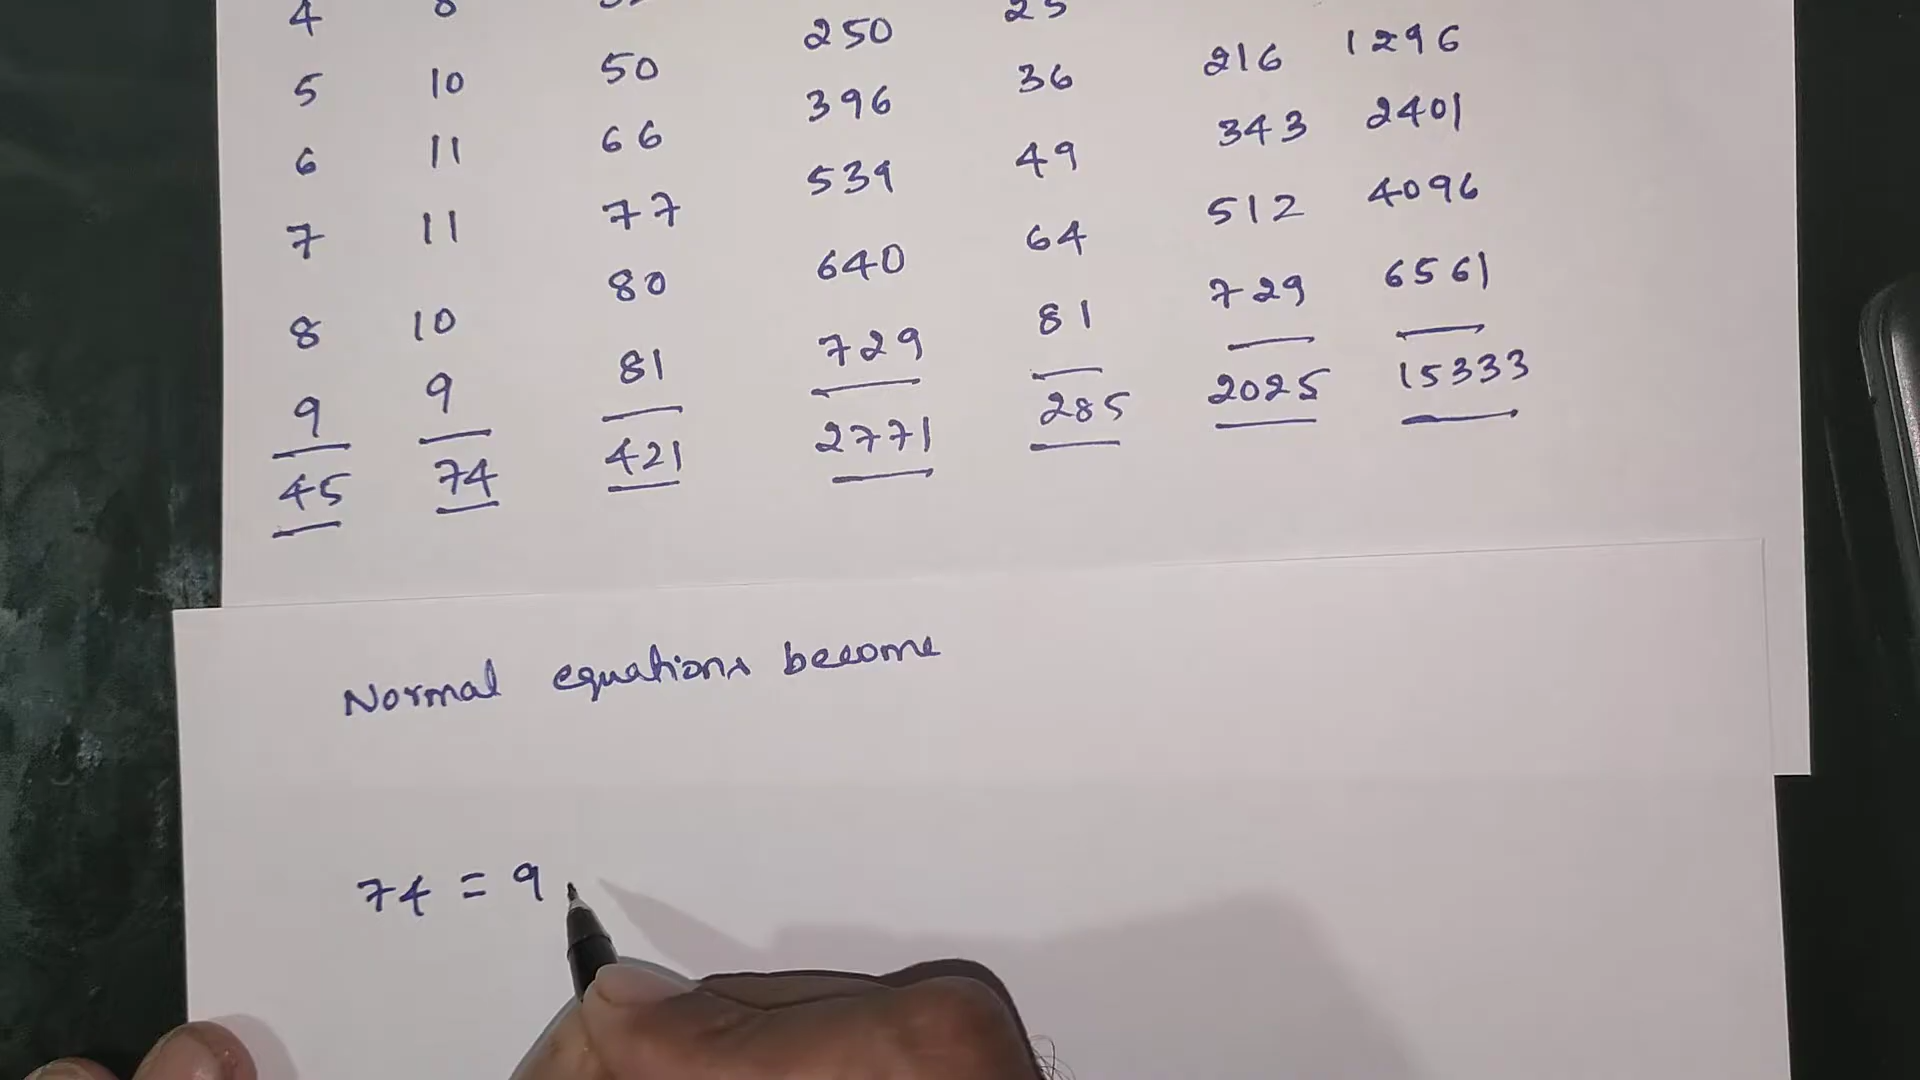 4 8 25
5 10 50 250 36 216 1296
6 11 66 396 49 343 2401
7 11 77 539 64 512 4096
8 10 80 640 81 729 6561
9 9 81 729 285 2025 15333
45 74 421 2771
Normal equations become
74 = 9